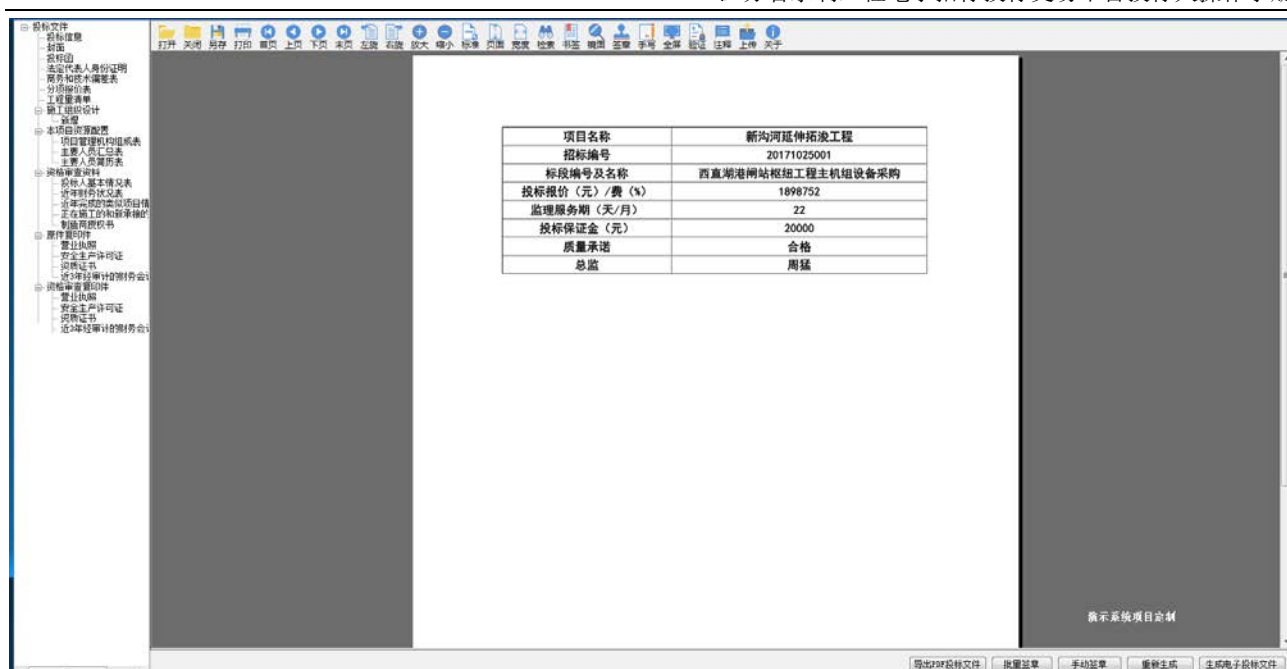 投标文件
投标信息
封面
投标函
法定代表人身份证明
商务和技术偏差表
分项报价表
工程量清单
施工组织设计
新增
本项目资源配置
项目管理机构组成表
主要人员汇总表
主要人员简历表
资格审查资料
投标人基本情况表
近年财务状况表
近年完成的类似项目情
正在施工的和新承接的
制造商授权书
原件复印件
营业执照
安全生产许可证
资质证书
近3年经审计的财务会
资格审查复印件
营业执照
安全生产许可证
资质证书
近3年经审计的财务会
打开 关闭 另存 打印 首页 上页 下页 末页 左旋 右旋 放大 缩小 标准 页面 宽度 检索 书签 签章 手写 全屏 验证 注释 上传 关于
项目名称 新沟河延伸拓浚工程
招标编号 20171025001
标段编号及名称 西直湖港闸站枢纽工程主机组设备采购
投标报价（元）/费（%） 1898752
监理服务期（天/月） 22
投标保证金（元） 20000
质量承诺 合格
总监 周猛
演示系统项目定制
导出PDF投标文件 批量签章 手动签章 重新生成 生成电子投标文件